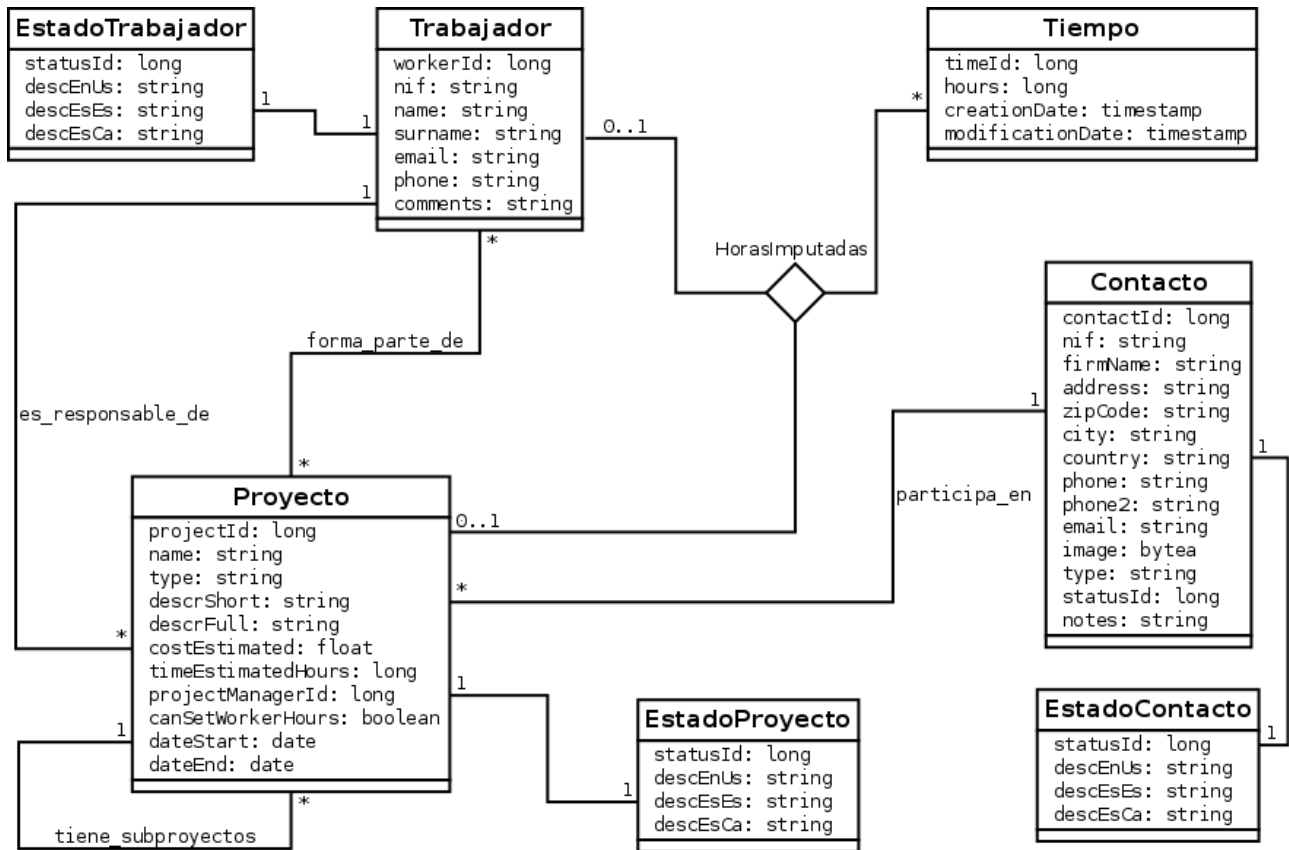 EstadoTrabajador
statusId: long
descEnUs: string
descEsEs: string
descEsCa: string
1
1
Trabajador
workerId: long
nif: string
name: string
surname: string
email: string
phone: string
comments: string
0..1
1
*
Tiempo
timeId: long
hours: long
creationDate: timestamp
modificationDate: timestamp
*
HorasImputadas
forma_parte_de
es_responsable_de
*
Contacto
contactId: long
nif: string
firmName: string
address: string
zipCode: string
city: string
country: string
phone: string
phone2: string
email: string
image: bytea
type: string
statusId: long
notes: string
1
1
participa_en
Proyecto
projectId: long
name: string
type: string
descrShort: string
descrFull: string
costEstimated: float
timeEstimatedHours: long
projectManagerId: long
canSetWorkerHours: boolean
dateStart: date
dateEnd: date
0..1
*
*
1
1
*
tiene_subproyectos
EstadoProyecto
statusId: long
descEnUs: string
descEsEs: string
descEsCa: string
1
EstadoContacto
statusId: long
descEnUs: string
descEsEs: string
descEsCa: string
1